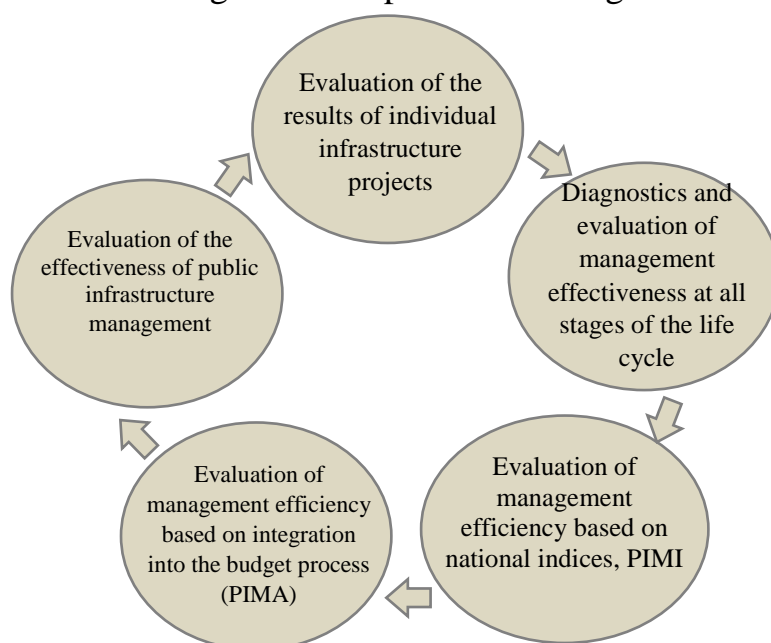 Evaluation of the
results of individual
infrastructure
projects
Diagnostics and
evaluation of
management
effectiveness at all
stages of the life
cycle
Evaluation of
management
efficiency based on
national indices, PIMI
Evaluation of
management efficiency
based on integration
into the budget process
(PIMA)
Evaluation of the
effectiveness of public
infrastructure
management